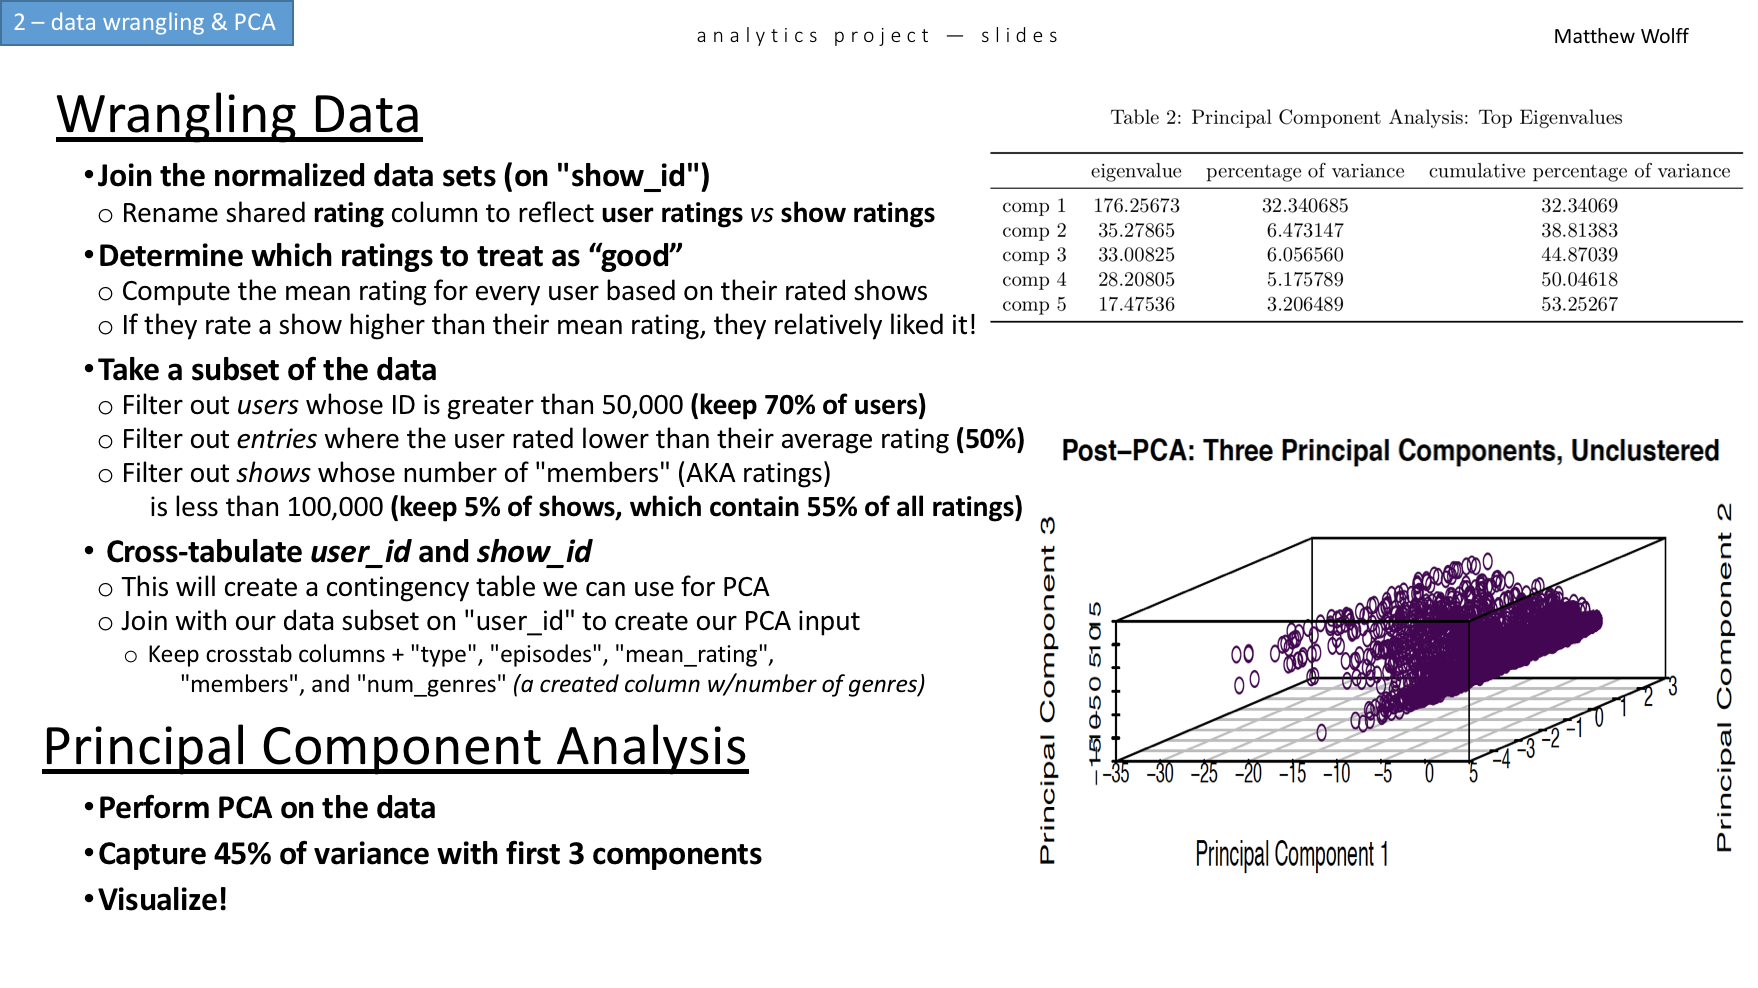 2 – data wrangling & PCA
analytics project — slides
Matthew Wolff
Wrangling Data
•Join the normalized data sets (on "show_id")
○ Rename shared rating column to reflect user ratings vs show ratings
•Determine which ratings to treat as “good”
○ Compute the mean rating for every user based on their rated shows
○ If they rate a show higher than their mean rating, they relatively liked it!
•Take a subset of the data
○ Filter out users whose ID is greater than 50,000 (keep 70% of users)
○ Filter out entries where the user rated lower than their average rating (50%)
○ Filter out shows whose number of "members" (AKA ratings)
is less than 100,000 (keep 5% of shows, which contain 55% of all ratings)
• Cross-tabulate user_id and show_id
○ This will create a contingency table we can use for PCA
○ Join with our data subset on "user_id" to create our PCA input
○ Keep crosstab columns + "type", "episodes", "mean_rating",
"members", and "num_genres" (a created column w/number of genres)
Principal Component Analysis
•Perform PCA on the data
•Capture 45% of variance with first 3 components
•Visualize!
Table 2: Principal Component Analysis: Top Eigenvalues
eigenvalue percentage of variance cumulative percentage of variance
comp 1 176.25673 32.340685 32.34069
comp 2 35.27865 6.473147 38.81383
comp 3 33.00825 6.056560 44.87039
comp 4 28.20805 5.175789 50.04618
comp 5 17.47536 3.206489 53.25267
Post–PCA: Three Principal Components, Unclustered
Principal Component 3
−15 −10 −5 0 5 10 15
−35 −30 −25 −20 −15 −10 −5 0 5
Principal Component 1
−4 −3 −2 −1 0 1 2 3
Principal Component 2